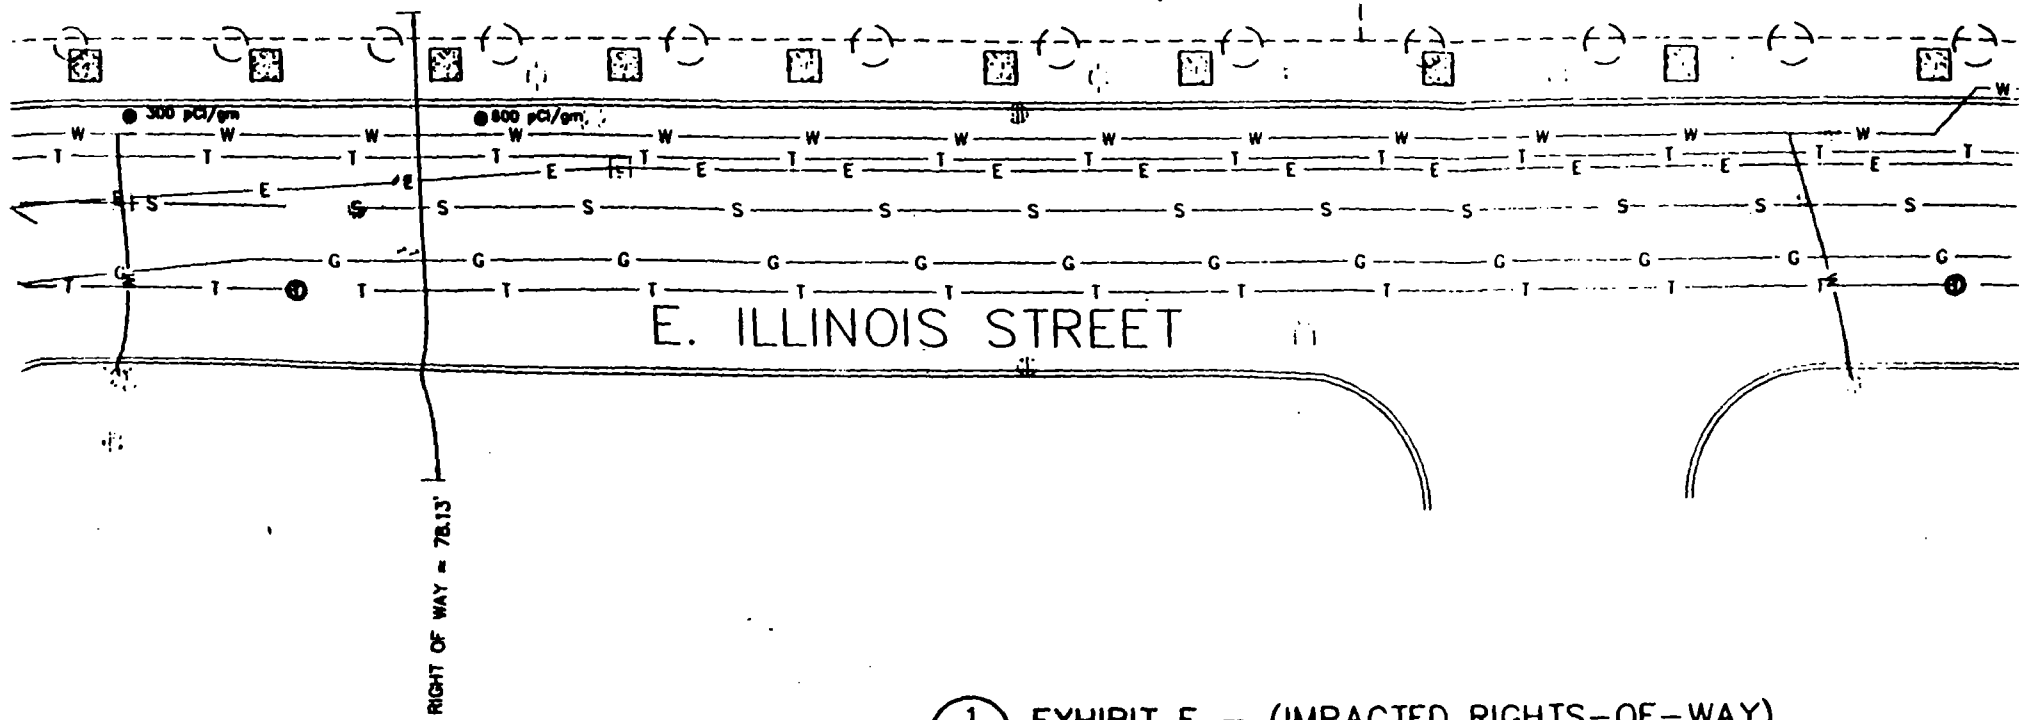 300 pCi/gm
800 pCi/gm
W W W W W W W W W W W W W W
T T T T T T T T T T T T T T
E E E E E E E E E E E
S S S S S S S S S S S S
G G G G G G G G G G G G G
T T T T T T T T T T T T T
E. ILLINOIS STREET
RIGHT OF WAY = 78.13'
1 EXHIBIT E - (IMPACTED RIGHTS-OF-WAY)